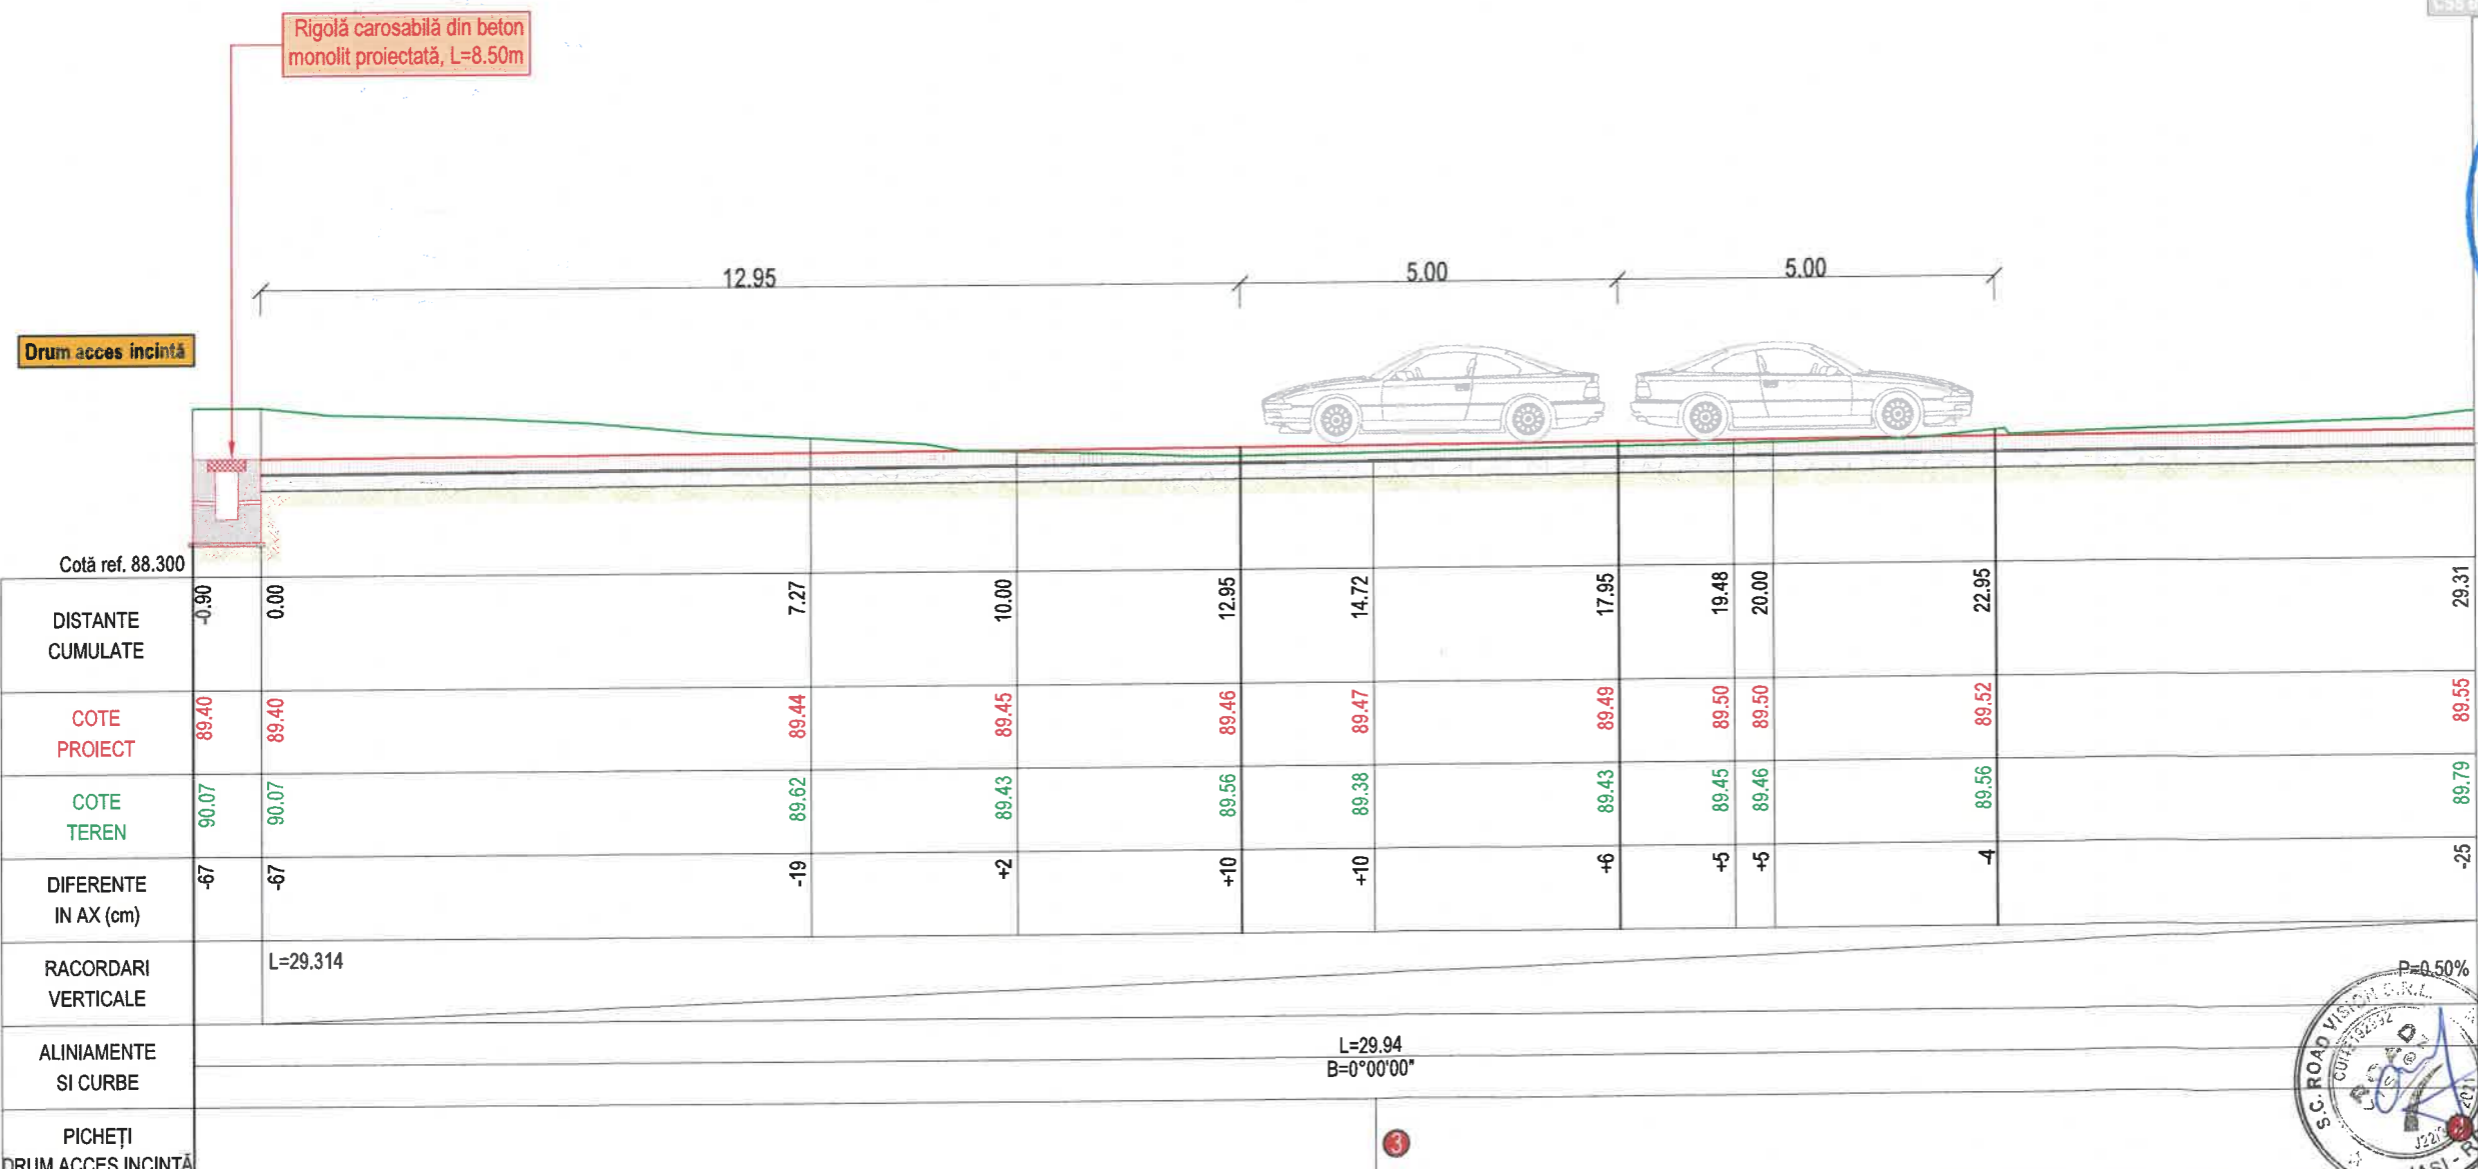 CSS
Rigolă carosabilă din beton
monolit proiectată, L=8.50m
12.95
5.00
5.00
Drum acces incintă
Cotă ref. 88.300
DISTANTE
CUMULATE
-0.90
0.00
7.27
10.00
12.95
14.72
17.95
19.48
20.00
22.95
29.31
COTE
PROIECT
89.40
89.40
89.44
89.45
89.46
89.47
89.49
89.50
89.50
89.52
89.55
COTE
TEREN
90.07
90.07
89.62
89.43
89.56
89.38
89.43
89.45
89.46
89.56
89.79
DIFERENTE
IN AX (cm)
-67
-67
-19
+2
+10
+10
+6
+5
+5
-4
-25
RACORDARI
VERTICALE
L=29.314
P=0.50%
ALINIAMENTE
SI CURBE
L=29.94
B=0°00'00"
PICHEȚI
DRUM ACCES INCINTĂ
3
S.C. ROAD VISION S.R.L.
ROAD
2021